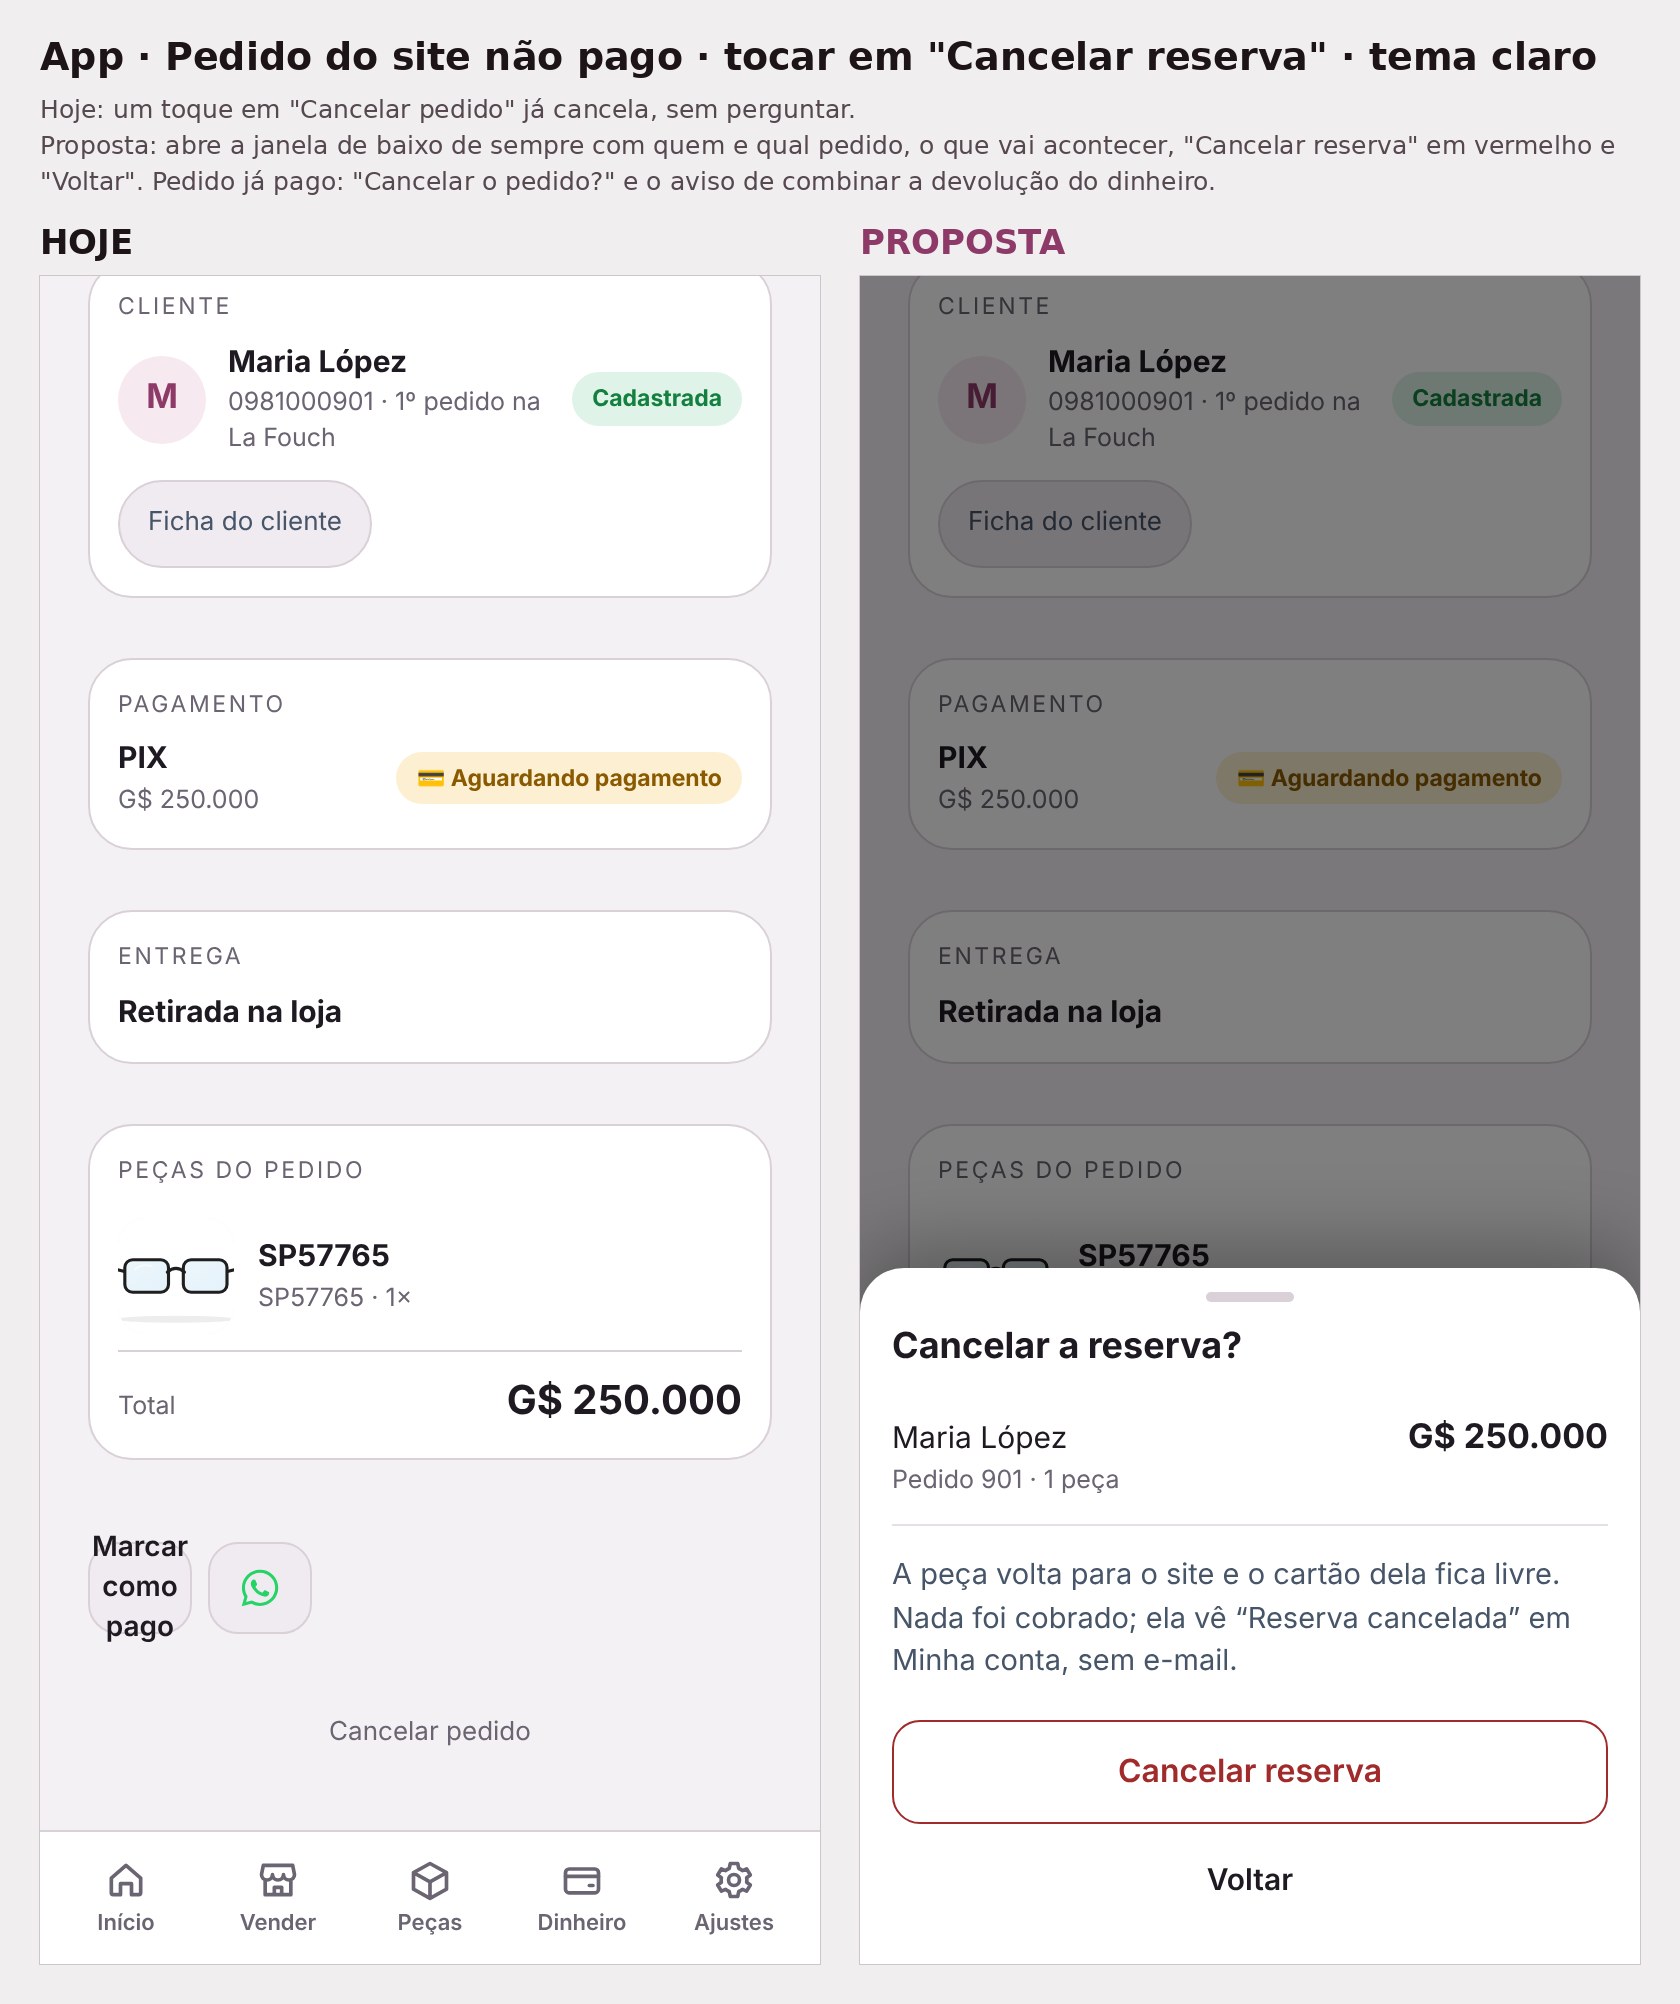 App · Pedido do site não pago · tocar em "Cancelar reserva" · tema claro
Hoje: um toque em "Cancelar pedido" já cancela, sem perguntar.
Proposta: abre a janela de baixo de sempre com quem e qual pedido, o que vai acontecer, "Cancelar reserva" em vermelho e
"Voltar". Pedido já pago: "Cancelar o pedido?" e o aviso de combinar a devolução do dinheiro.
HOJE
CLIENTE
M
Maria López
0981000901 · 1º pedido na
La Fouch
Cadastrada
Ficha do cliente
PAGAMENTO
PIX
G$ 250.000
Aguardando pagamento
ENTREGA
Retirada na loja
PEÇAS DO PEDIDO
SP57765
SP57765 · 1×
Total
G$ 250.000
Marcar
como
pago
Cancelar pedido
Início
Vender
Peças
Dinheiro
Ajustes
PROPOSTA
CLIENTE
M
Maria López
0981000901 · 1º pedido na
La Fouch
Cadastrada
Ficha do cliente
PAGAMENTO
PIX
G$ 250.000
Aguardando pagamento
ENTREGA
Retirada na loja
PEÇAS DO PEDIDO
SP57765
Cancelar a reserva?
Maria López
G$ 250.000
Pedido 901 · 1 peça
A peça volta para o site e o cartão dela fica livre.
Nada foi cobrado; ela vê “Reserva cancelada” em
Minha conta, sem e-mail.
Cancelar reserva
Voltar